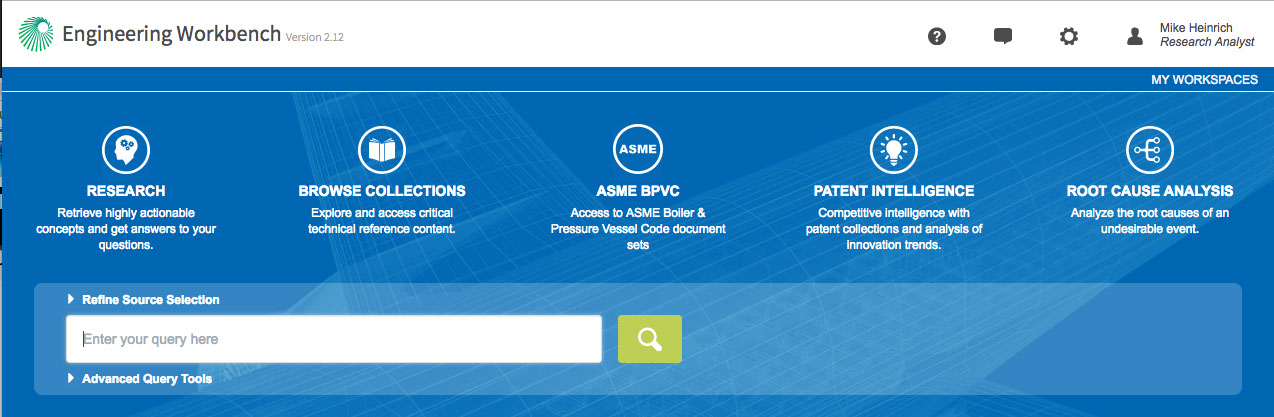 Engineering Workbench Version 2.12
Mike Heinrich
Research Analyst
MY WORKSPACES
RESEARCH
Retrieve highly actionable
concepts and get answers to your
questions.
BROWSE COLLECTIONS
Explore and access critical
technical reference content.
ASME
ASME BPVC
Access to ASME Boiler &
Pressure Vessel Code document
sets
PATENT INTELLIGENCE
Competitive intelligence with
patent collections and analysis of
innovation trends.
ROOT CAUSE ANALYSIS
Analyze the root causes of an
undesirable event.
Refine Source Selection
Enter your query here
Advanced Query Tools